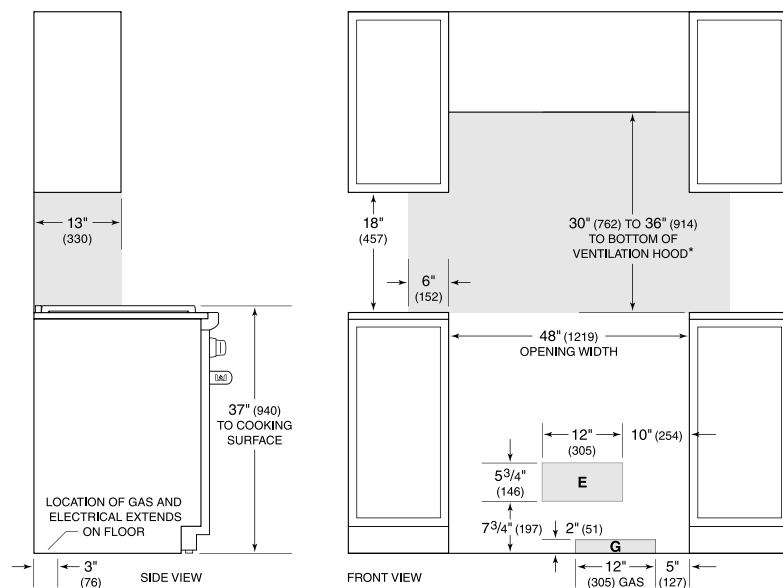 13"
(330)
37" (940)
TO COOKING
SURFACE
LOCATION OF GAS AND
ELECTRICAL EXTENDS
ON FLOOR
3"
(76)
SIDE VIEW
18"
(457)
30" (762) TO 36" (914)
TO BOTTOM OF
VENTILATION HOOD*
6"
(152)
48" (1219)
OPENING WIDTH
12"
(305)
10" (254)
5 3/4"
(146)
E
7 3/4" (197)
2" (51)
G
12"
(305) GAS
5"
(127)
FRONT VIEW